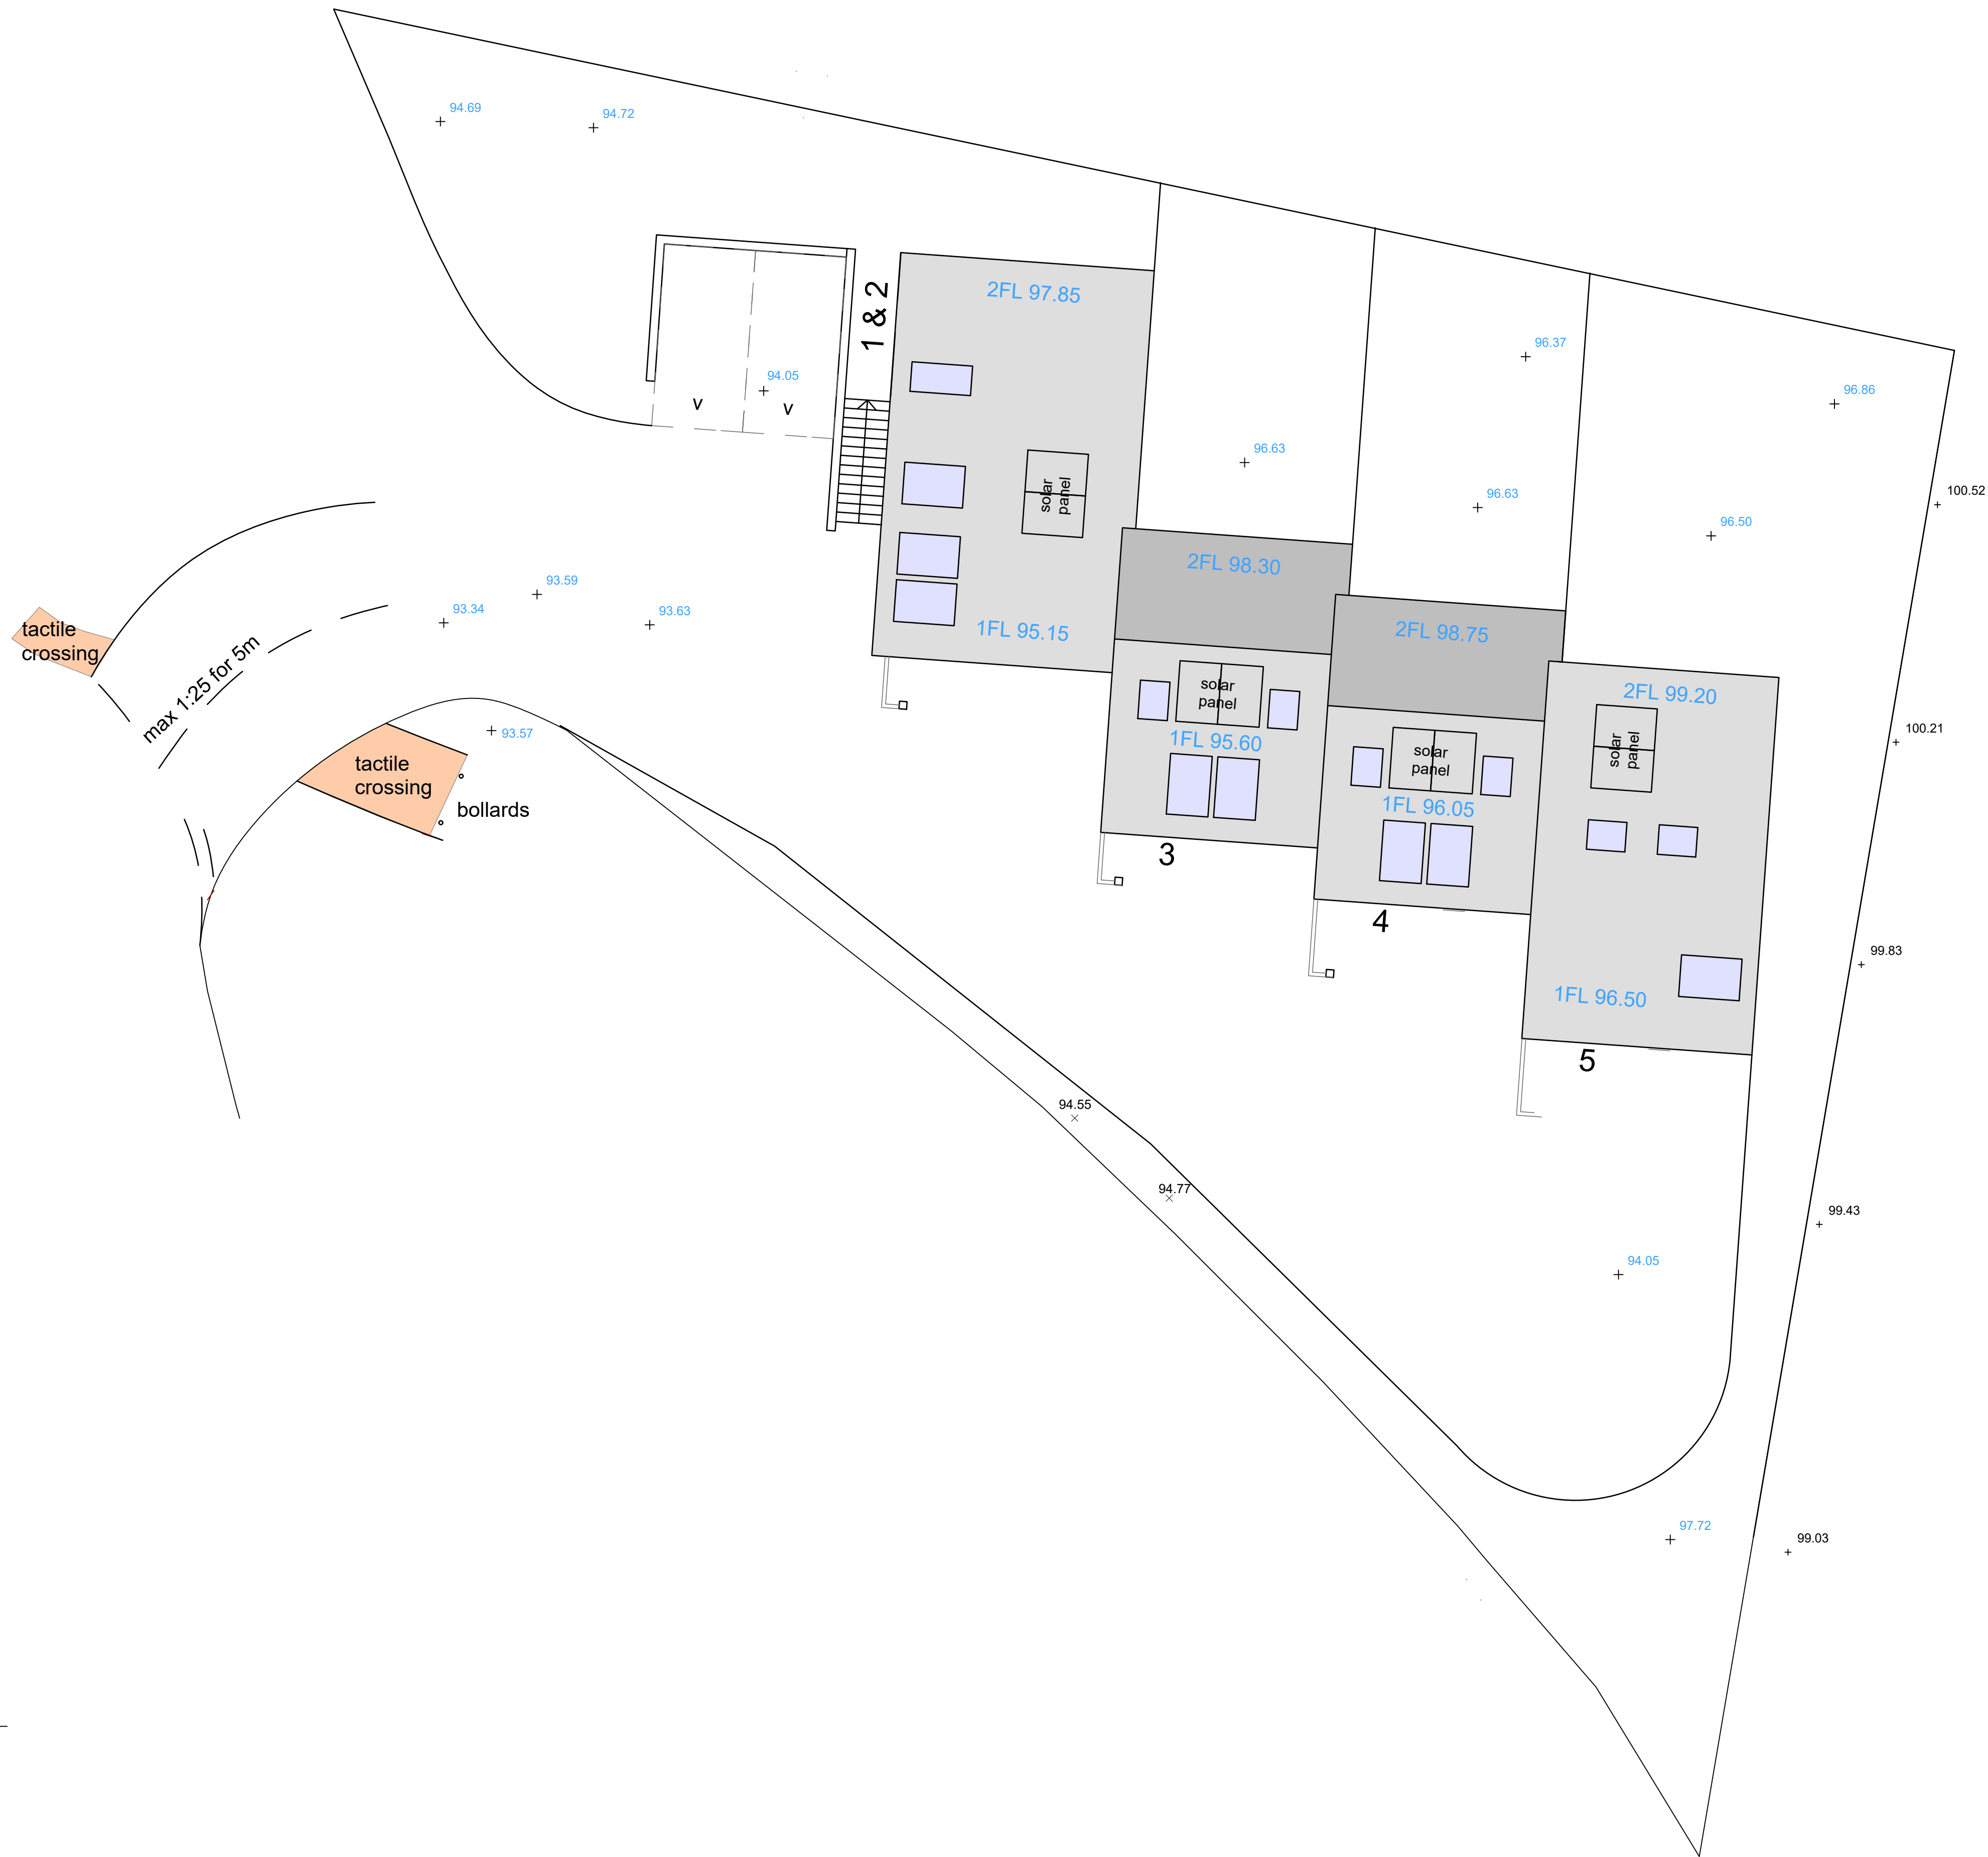 94.69
94.72
2FL 97.85
1 & 2
94.05
v
v
96.37
96.86
96.63
96.63
96.50
100.52
solar
panel
2FL 98.30
93.59
93.34
93.63
tactile
crossing
max 1:25 for 5m
1FL 95.15
2FL 98.75
2FL 99.20
solar
panel
93.57
1FL 95.60
solar
panel
solar
panel
100.21
tactile
crossing
bollards
1FL 96.05
3
4
99.83
1FL 96.50
5
94.55
94.77
99.43
94.05
97.72
99.03